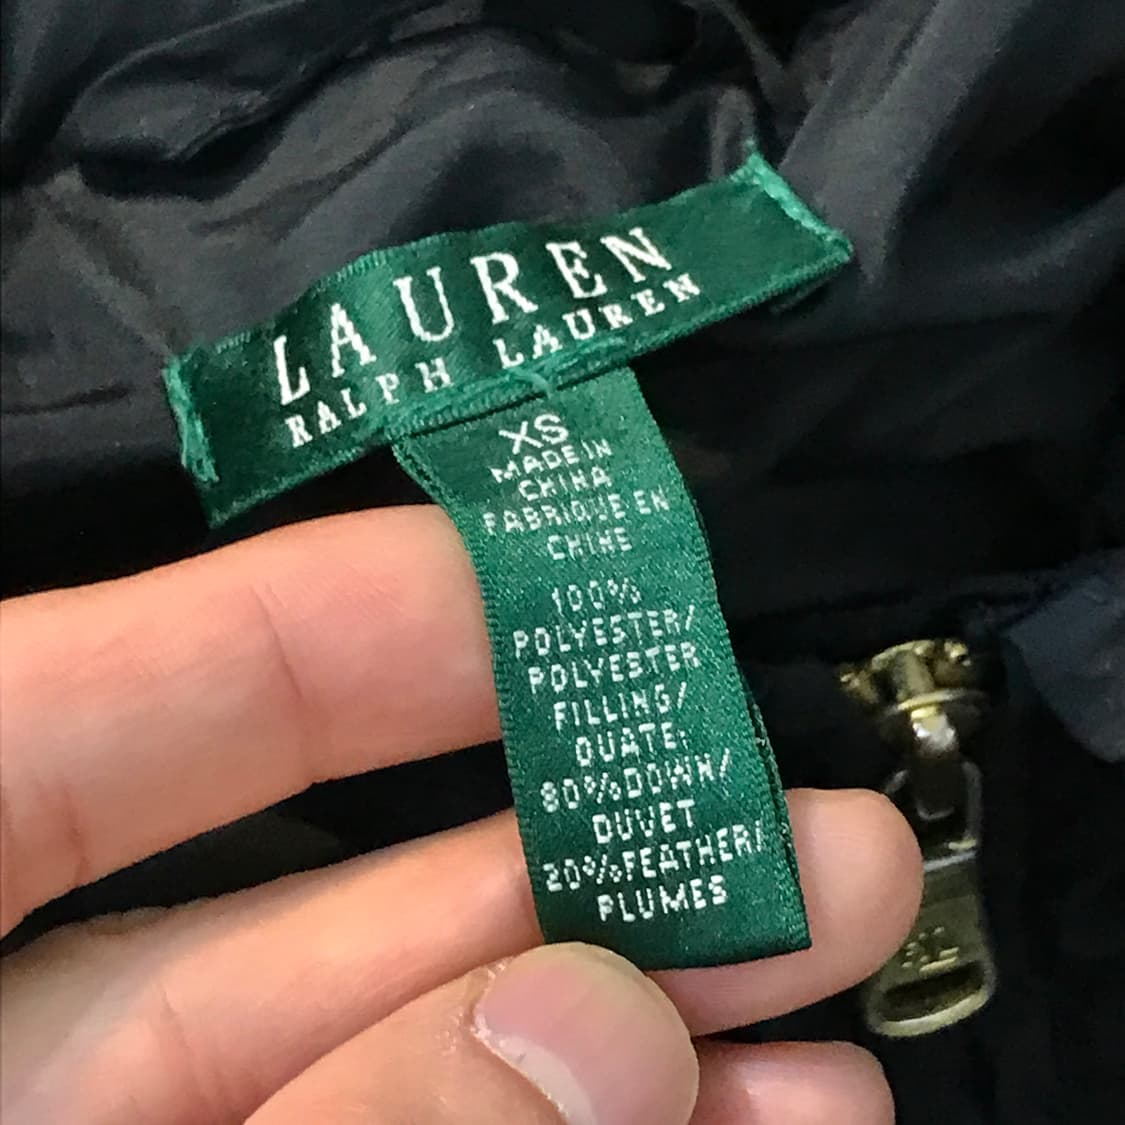 LAUREN
RALPH LAUREN
XS
MADE IN
CHINA
FABRIQUE EN
CHINE
100%
POLYESTER/
POLYESTER
FILLING/
OUATE:
80%DOWN/
DUVET
20%FEATHER/
PLUMES
RL